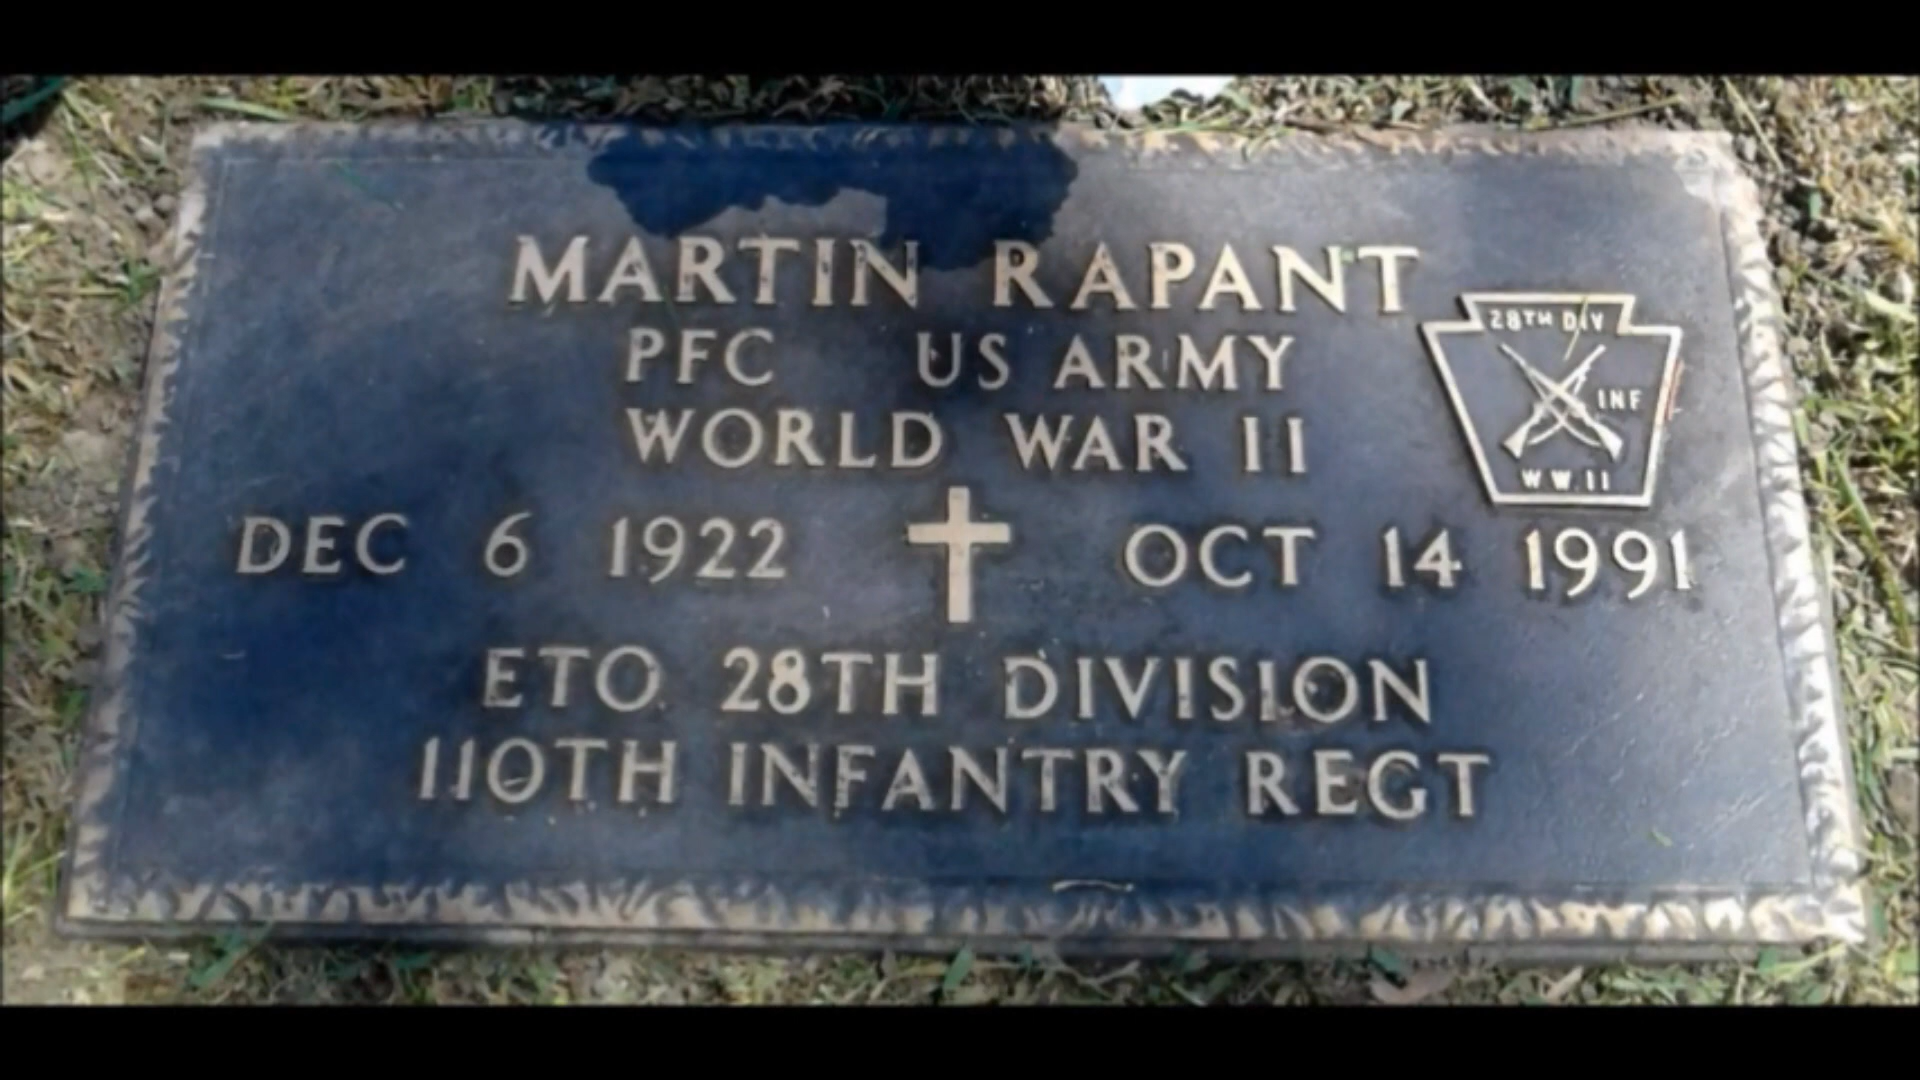 MARTIN RAPANT
PFC US ARMY
WORLD WAR II
28TH DIV
INF
WW II
DEC 6 1922 OCT 14 1991
ETO 28TH DIVISION
110TH INFANTRY REGT